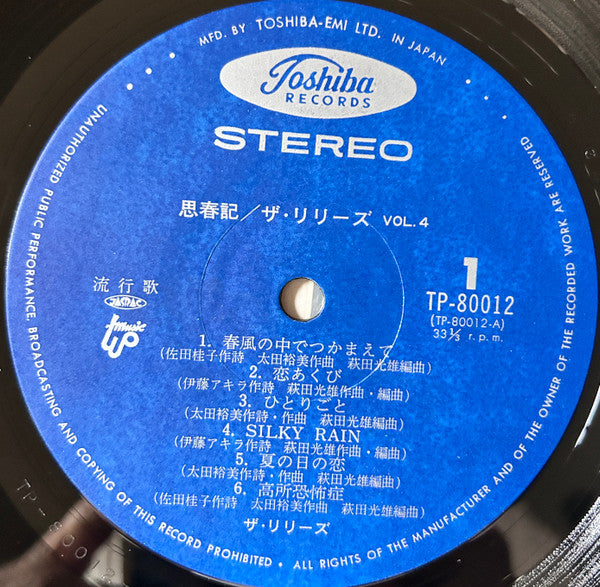 MFD. BY TOSHIBA-EMI LTD. IN JAPAN
Toshiba
RECORDS
STEREO
思春記／ザ・リリーズ VOL.4
流行歌
JASRAC
music
up
1
TP-80012
(TP-80012-A)
33⅓ r.p.m.
1. 春風の中でつかまえて
(佐田桂子作詩 太田裕美作曲 萩田光雄編曲)
2. 恋あくび
(伊藤アキラ作詩 萩田光雄作曲・編曲)
3. ひとりごと
(太田裕美作詩・作曲 萩田光雄編曲)
4. SILKY RAIN
(伊藤アキラ作詩 萩田光雄作曲・編曲)
5. 夏の日の恋
(太田裕美作詩・作曲 萩田光雄編曲)
6. 高所恐怖症
(佐田桂子作詩 太田裕美作曲 萩田光雄編曲)
ザ・リリーズ
UNAUTHORIZED PUBLIC PERFORMANCE, BROADCASTING AND COPYING OF THIS RECORD PROHIBITED • ALL RIGHTS OF THE MANUFACTURER AND OF THE OWNER OF THE RECORDED WORK ARE RESERVED
TP-80012